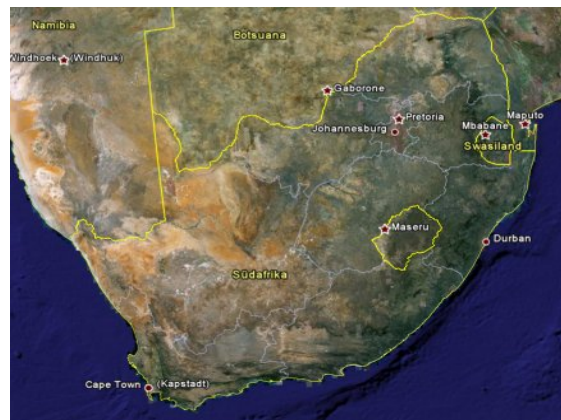 Namibia
Botsuana
Windhoek (Windhuk)
Gaborone
Pretoria
Johannesburg
Maputo
Mbabane
Swasiland
Maseru
Durban
Südafrika
Cape Town (Kapstadt)